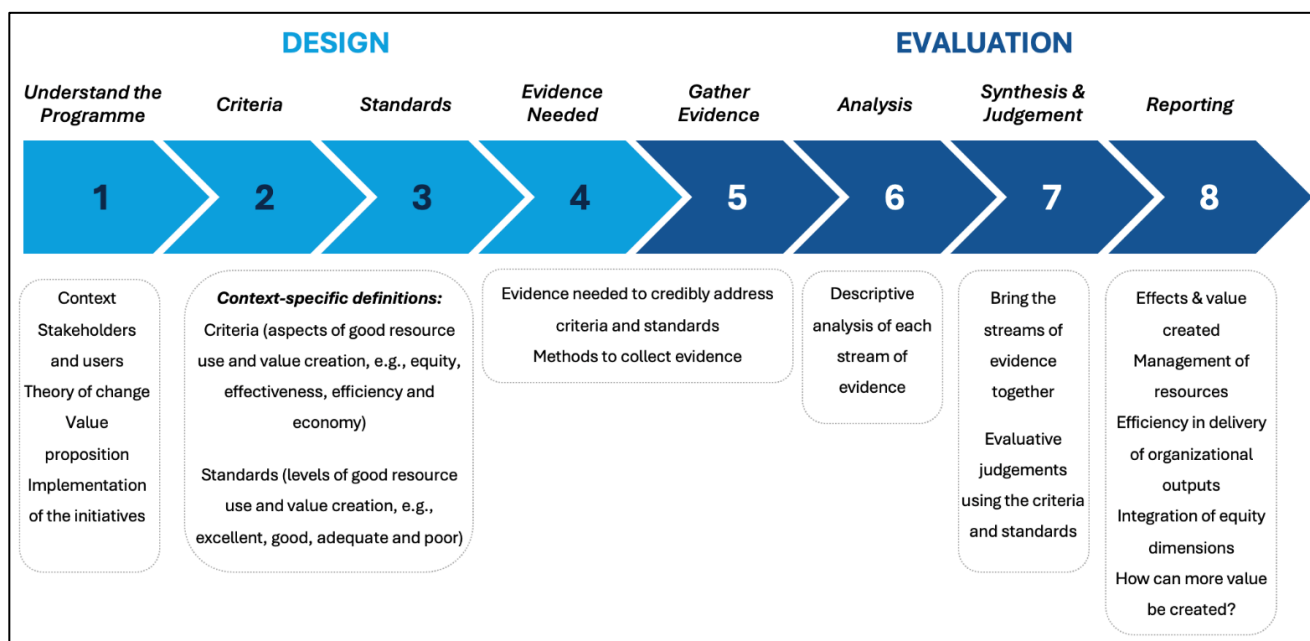 DESIGN
EVALUATION
Understand the
Programme
Criteria
Standards
Evidence
Needed
Gather
Evidence
Analysis
Synthesis &
Judgement
Reporting
1
2
3
4
5
6
7
8
Context
Stakeholders
and users
Theory of change
Value
proposition
Implementation
of the initiatives
Context-specific definitions:
Criteria (aspects of good resource
use and value creation, e.g., equity,
effectiveness, efficiency and
economy)
Standards (levels of good resource
use and value creation, e.g.,
excellent, good, adequate and poor)
Evidence needed to credibly address
criteria and standards
Methods to collect evidence
Descriptive
analysis of each
stream of
evidence
Bring the
streams of
evidence
together
Evaluative
judgements
using the criteria
and standards
Effects & value
created
Management of
resources
Efficiency in delivery
of organizational
outputs
Integration of equity
dimensions
How can more value
be created?